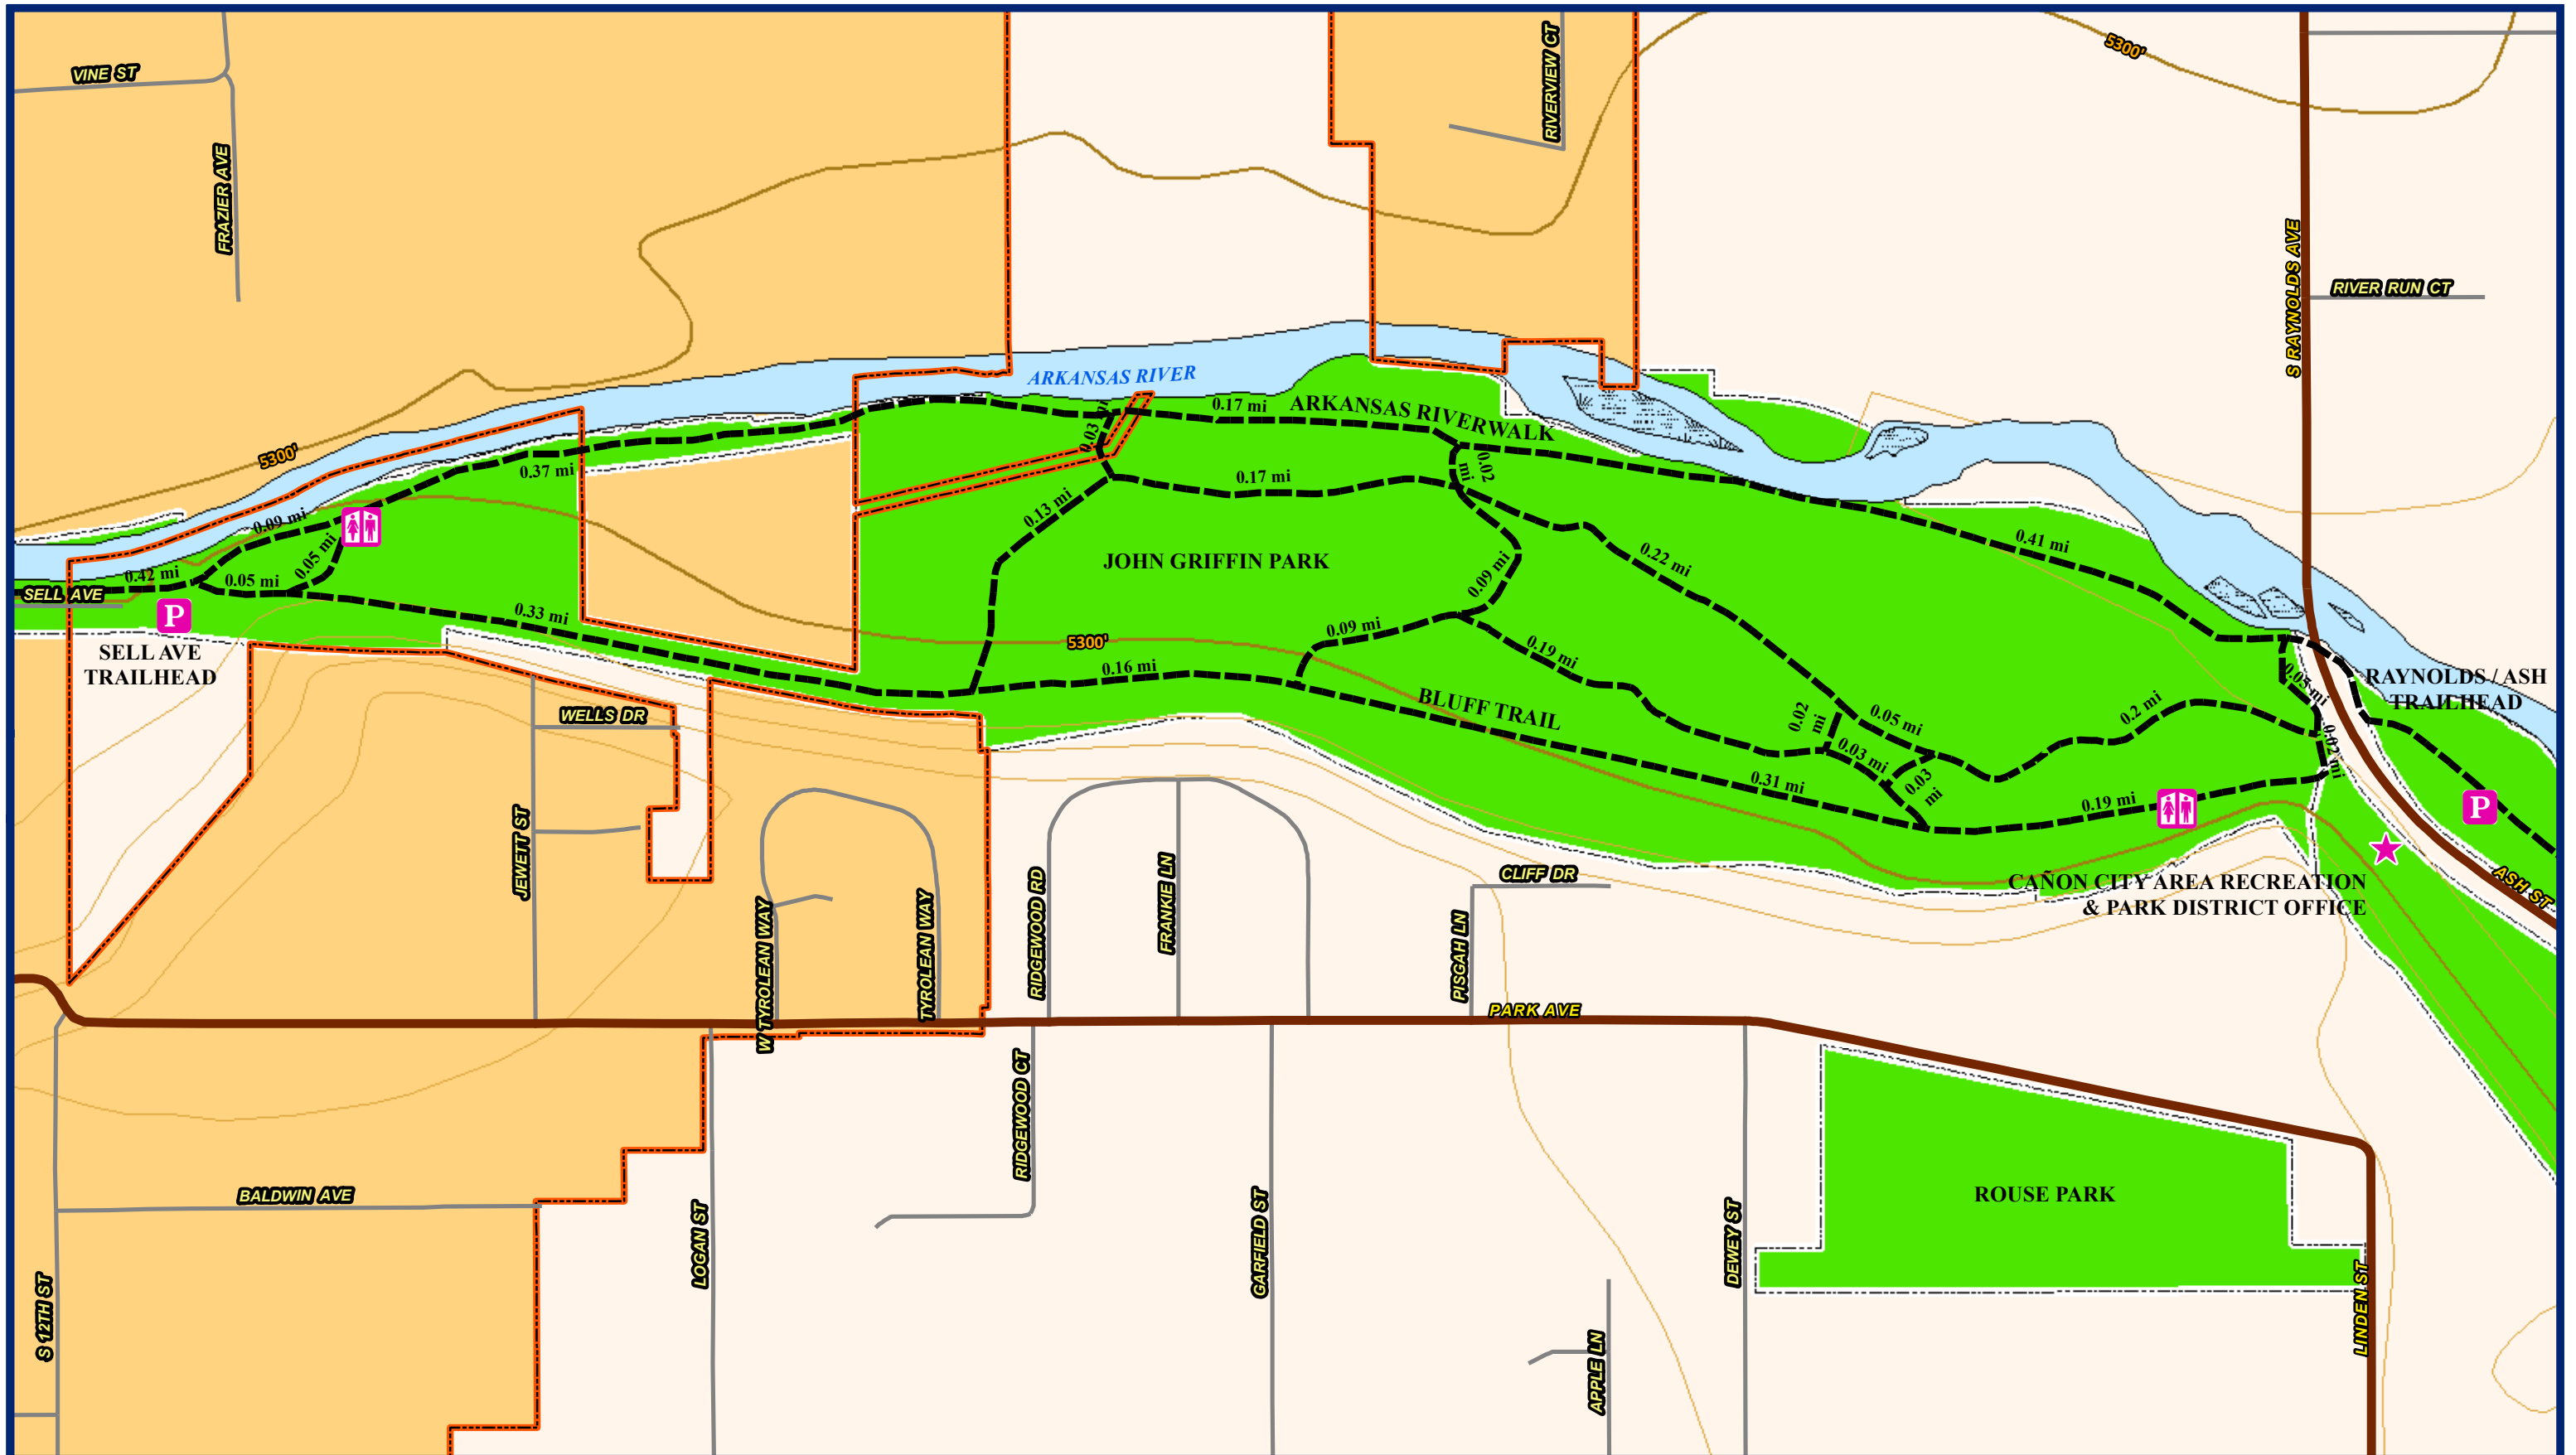 VINE ST
FRAZIER AVE
RIVERVIEW CT
5300'
S RAYNOLDS AVE
RIVER RUN CT
ARKANSAS RIVER
0.17 mi
ARKANSAS RIVERWALK
0.03 mi
0.02 mi
5300'
0.37 mi
0.17 mi
0.09 mi
0.05 mi
0.13 mi
0.41 mi
JOHN GRIFFIN PARK
0.22 mi
0.09 mi
0.42 mi
0.05 mi
SELL AVE
P
0.33 mi
0.09 mi
5300'
0.19 mi
0.16 mi
SELL AVE
TRAILHEAD
BLUFF TRAIL
0.05 mi
RAYNOLDS / ASH
TRAILHEAD
0.02 mi
0.05 mi
0.2 mi
0.02 mi
WELLS DR
0.03 mi
0.03 mi
0.31 mi
0.19 mi
P
JEWETT ST
W TYROLEAN WAY
TYROLEAN WAY
RIDGEWOOD RD
FRANKIE LN
CLIFF DR
PISGAH LN
CAÑON CITY AREA RECREATION
& PARK DISTRICT OFFICE
ASH ST
PARK AVE
RIDGEWOOD CT
BALDWIN AVE
ROUSE PARK
LOGAN ST
GARFIELD ST
DEWEY ST
S 12TH ST
LINDEN ST
APPLE LN